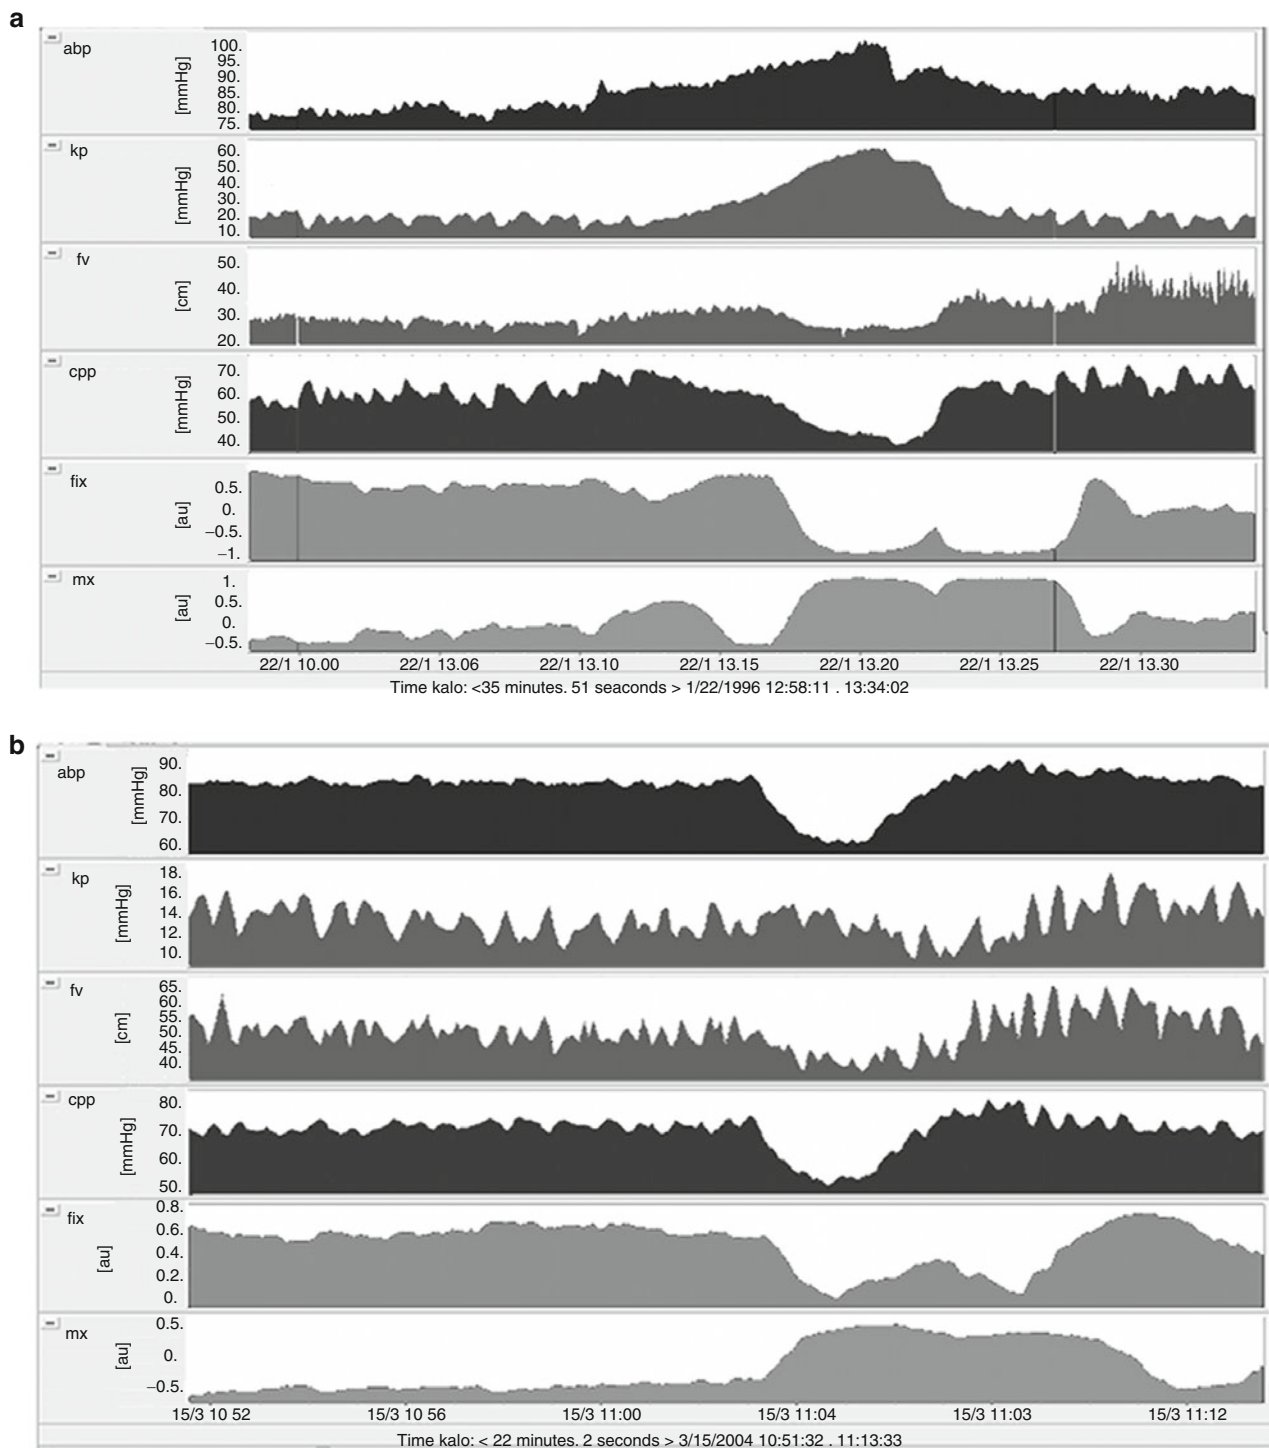 a
abp
[mmHg]
100.
95.
90.
85.
80.
75.
kp
[mmHg]
60.
50.
40.
30.
20.
10.
fv
[cm]
50.
40.
30.
20.
cpp
[mmHg]
70.
60.
50.
40.
fix
[au]
0.5.
0.
−0.5.
−1.
mx
[au]
1.
0.5.
0.
−0.5.
22/1 10.00 22/1 13.06 22/1 13.10 22/1 13.15 22/1 13.20 22/1 13.25 22/1 13.30
Time kalo: <35 minutes. 51 seaconds > 1/22/1996 12:58:11 . 13:34:02
b
abp
[mmHg]
90.
80.
70.
60.
kp
[mmHg]
18.
16.
14.
12.
10.
fv
[cm]
65.
60.
55.
50.
45.
40.
cpp
[mmHg]
80.
70.
60.
50.
fix
[au]
0.8.
0.6.
0.4.
0.2.
0.
mx
[au]
0.5.
0.
−0.5.
15/3 10 52 15/3 10 56 15/3 11:00 15/3 11:04 15/3 11:03 15/3 11:12
Time kalo: < 22 minutes. 2 seconds > 3/15/2004 10:51:32 . 11:13:33